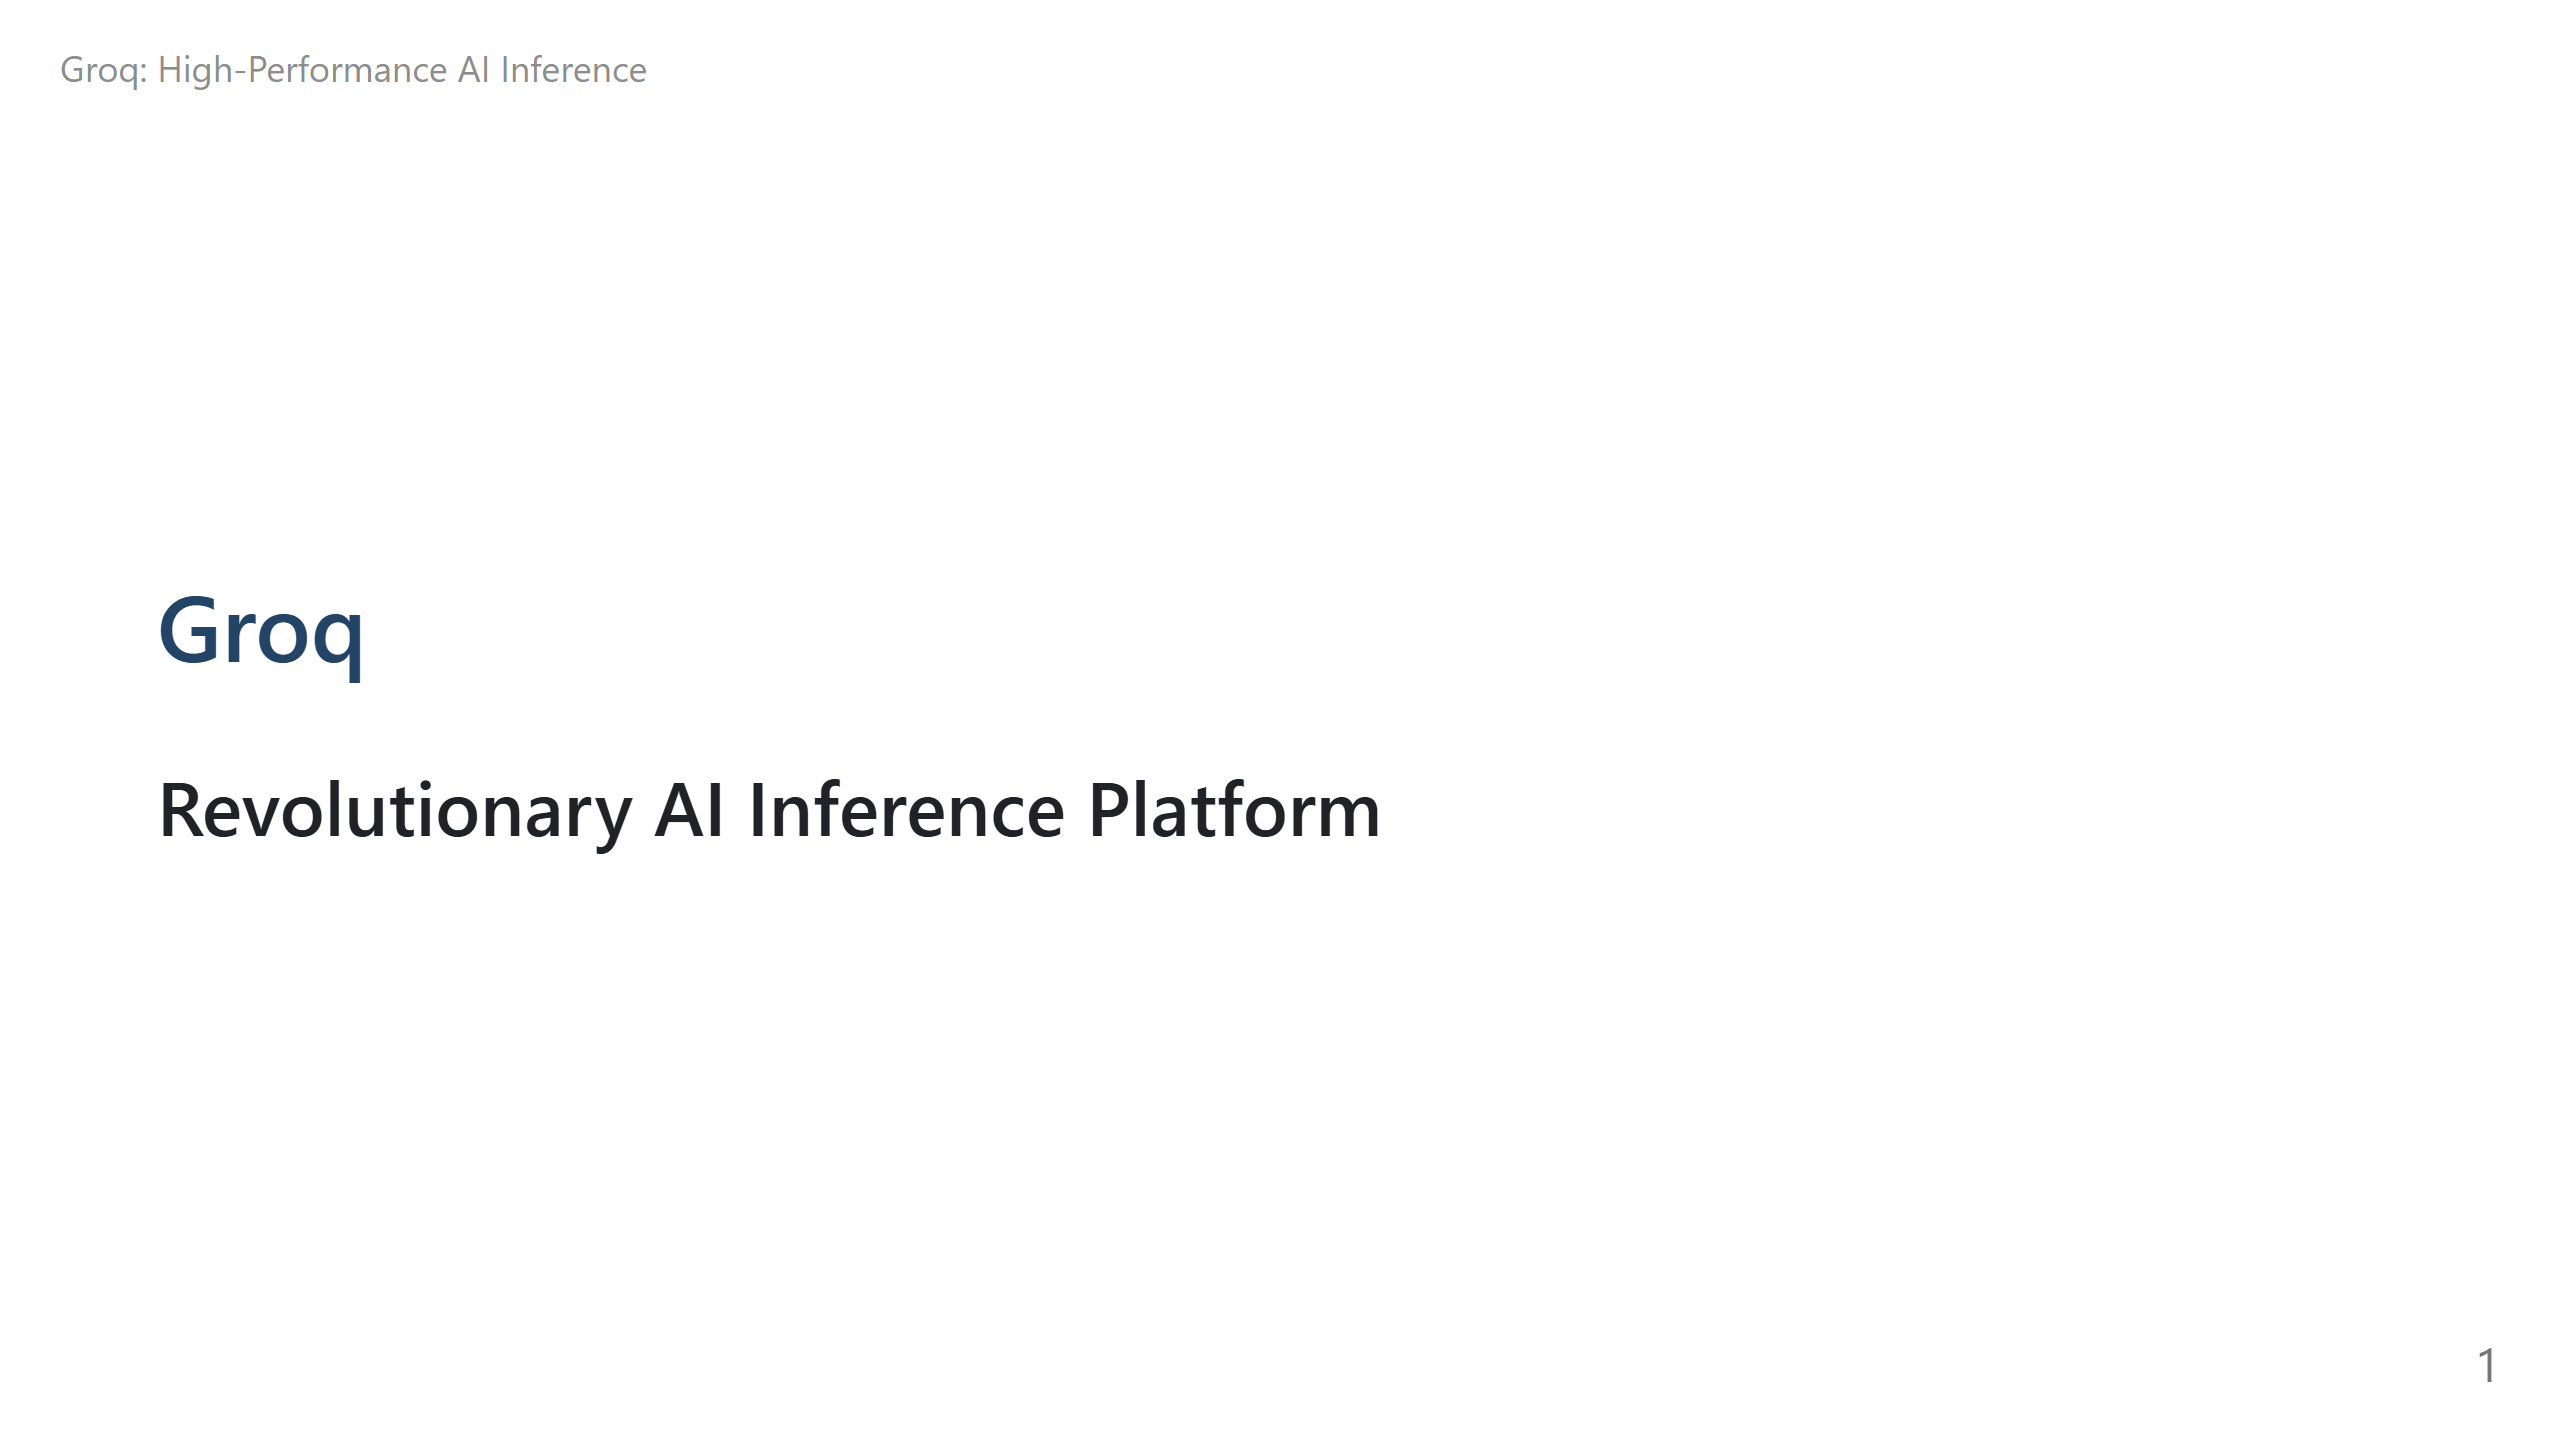 Groq: High-Performance AI Inference
Groq
Revolutionary AI Inference Platform
1